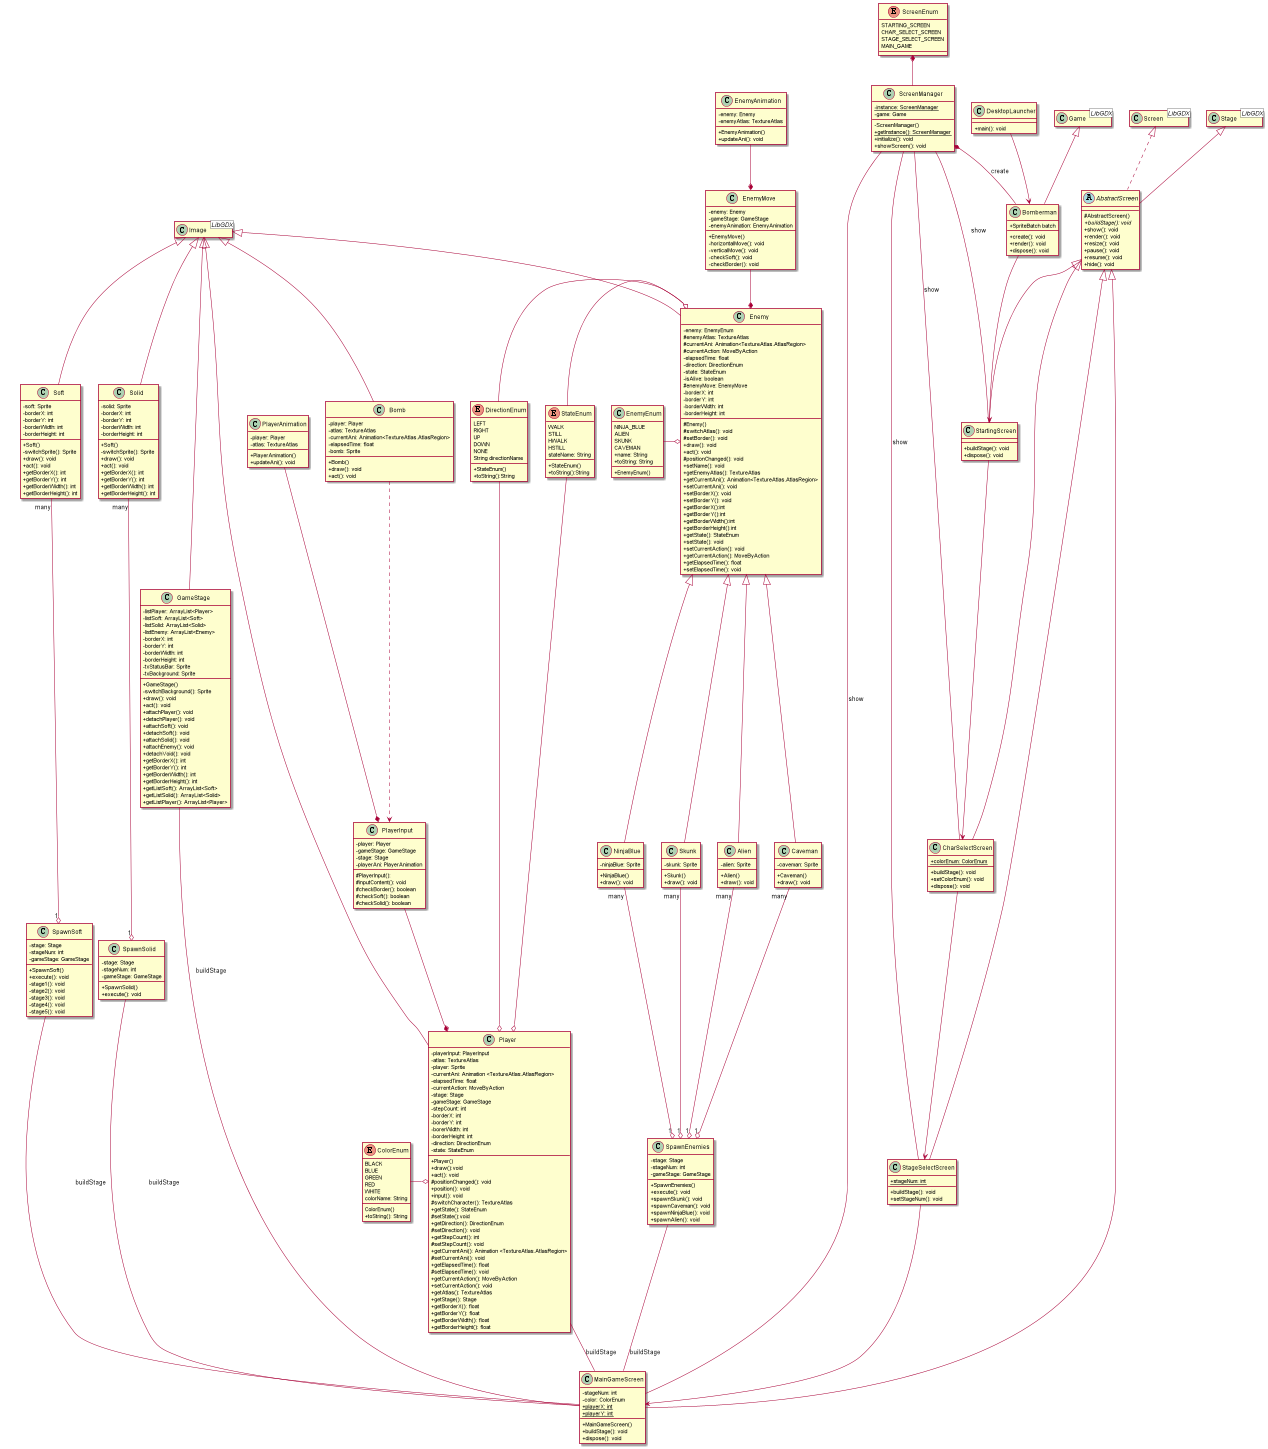 ScreenEnum
STARTING_SCREEN
CHAR_SELECT_SCREEN
STAGE_SELECT_SCREEN
MAIN_GAME
ScreenManager
-instance: ScreenManager
-game: Game
-ScreenManager()
+getInstance(): ScreenManager
+initialize(): void
+showScreen(): void
EnemyAnimation
-enemy: Enemy
-enemyAtlas: TextureAtlas
+EnemyAnimation()
+updateAni(): void
DesktopLauncher
+main(): void
Game
LibGDX
Screen
LibGDX
Stage
LibGDX
create
EnemyMove
-enemy: Enemy
-gameStage: GameStage
-enemyAnimation: EnemyAnimation
+EnemyMove()
-horizontalMove(): void
-verticalMove(): void
-checkSoft(): void
-checkBorder(): void
Bomberman
+SpriteBatch batch
+create(): void
+render(): void
+dispose(): void
AbstractScreen
#AbstractScreen()
+buildStage(): void
+show(): void
+render(): void
+resize(): void
+pause(): void
+resume(): void
+hide(): void
Image
LibGDX
show
show
Enemy
-enemy: EnemyEnum
#enemyAtlas: TextureAtlas
#currentAni: Animation<TextureAtlas.AtlasRegion>
#currentAction: MoveByAction
-elapsedTime: float
-direction: DirectionEnum
-state: StateEnum
-isAlive: boolean
#enemyMove: EnemyMove
-borderX: int
-borderY: int
-borderWidth: int
-borderHeight: int
#Enemy()
#switchAtlas(): void
#setBorder(): void
+draw(): void
+act(): void
#positionChanged(): void
+setName(): void
+getEnemyAtlas(): TextureAtlas
+getCurrentAni(): Animation<TextureAtlas.AtlasRegion>
+setCurrentAni(): void
+setBorderX(): void
+setBorderY(): void
+getBorderX():int
+getBorderY():int
+getBorderWidth():int
+getBorderHeight():int
+getState(): StateEnum
+setState(): void
+setCurrentAction(): void
+getCurrentAction(): MoveByAction
+getElapsedTime(): float
+setElapsedTime(): void
Soft
-soft: Sprite
-borderX: int
-borderY: int
-borderWidth: int
-borderHeight: int
+Soft()
-switchSprite(): Sprite
+draw(): void
+act(): void
+getBorderX(): int
+getBorderY(): int
+getBorderWidth(): int
+getBorderHeight(): int
many
Solid
-solid: Sprite
-borderX: int
-borderY: int
-borderWidth: int
-borderHeight: int
+Soft()
-switchSprite(): Sprite
+draw(): void
+act(): void
+getBorderX(): int
+getBorderY(): int
+getBorderWidth(): int
+getBorderHeight(): int
many
PlayerAnimation
-player: Player
-atlas: TextureAtlas
+PlayerAnimation()
+updateAni(): void
Bomb
-player: Player
-atlas: TextureAtlas
-currentAni: Animation<TextureAtlas.AtlasRegion>
-elapsedTime: float
-bomb: Sprite
+Bomb()
+draw(): void
+act(): void
DirectionEnum
LEFT
RIGHT
UP
DOWN
NONE
String directionName
+StateEnum()
+toString():String
StateEnum
WALK
STILL
HWALK
HSTILL
stateName: String
+StateEnum()
+toString():String
EnemyEnum
NINJA_BLUE
ALIEN
SKUNK
CAVEMAN
+name: String
+toString: String
+EnemyEnum()
StartingScreen
+buildStage(): void
+dispose(): void
show
GameStage
-listPlayer: ArrayList<Player>
-listSoft: ArrayList<Soft>
-listSolid: ArrayList<Solid>
-listEnemy: ArrayList<Enemy>
-borderX: int
-borderY: int
-borderWidth: int
-borderHeight: int
-txStatusBar: Sprite
-txBackground: Sprite
+GameStage()
-switchBackground(): Sprite
+draw(): void
+act(): void
+attachPlayer(): void
+detachPlayer(): void
+attachSoft(): void
+detachSoft(): void
+attachSolid(): void
+attachEnemy(): void
+detachVoid(): void
+getBorderX(): int
+getBorderY(): int
+getBorderWidth(): int
+getBorderHeight(): int
+getListSoft(): ArrayList<Soft>
+getListSolid(): ArrayList<Solid>
+getListPlayer(): ArrayList<Player>
show
PlayerInput
-player: Player
-gameStage: GameStage
-stage: Stage
-playerAni: PlayerAnimation
#PlayerInput():
#inputContent(): void
#checkBorder(): boolean
#checkSoft(): boolean
#checkSolid(): boolean
NinjaBlue
-ninjaBlue: Sprite
+NinjaBlue()
+draw(): void
many
Skunk
-skunk: Sprite
+Skunk()
+draw(): void
many
Alien
-alien: Sprite
+Alien()
+draw(): void
many
Caveman
-caveman: Sprite
+Caveman()
+draw(): void
many
CharSelectScreen
+colorEnum: ColorEnum
+buildStage(): void
+setColorEnum(): void
+dispose(): void
1
SpawnSoft
-stage: Stage
-stageNum: int
-gameStage: GameStage
+SpawnSoft()
+execute(): void
-stage1(): void
-stage2(): void
-stage3(): void
-stage4(): void
-stage5(): void
1
SpawnSolid
-stage: Stage
-stageNum: int
-gameStage: GameStage
+SpawnSolid()
+execute(): void
buildStage
Player
-playerInput: PlayerInput
-atlas: TextureAtlas
-player: Sprite
-currentAni: Animation <TextureAtlas.AtlasRegion>
-elapsedTime: float
-currentAction: MoveByAction
-stage: Stage
-gameStage: GameStage
-stepCount: int
-borderX: int
-borderY: int
-borerWidth: int
-borderHeight: int
-direction: DirectionEnum
-state: StateEnum
+Player()
+draw():void
+act(): void
#positionChanged(): void
+position(): void
+input(): void
#switchCharacter(): TextureAtlas
+getState(): StateEnum
#setState(): void
+getDirection(): DirectionEnum
#setDirection(): void
+getStepCount(): int
#setStepCount(): void
+getCurrentAni(): Animation <TextureAtlas.AtlasRegion>
#setCurrentAni(): void
+getElapsedTime(): float
#setElapsedTime(): void
+getCurrentAction(): MoveByAction
+setCurrentAction(): void
+getAtlas(): TextureAtlas
+getStage(): Stage
+getBorderX(): float
+getBorderY(): float
+getBorderWidth(): float
+getBorderHeight(): float
ColorEnum
BLACK
BLUE
GREEN
RED
WHITE
colorName: String
ColorEnum()
+toString(): String
1
1
1
1
SpawnEnemies
-stage: Stage
-stageNum: int
-gameStage: GameStage
+SpawnEnemies()
+execute(): void
+spawnSkunk(): void
+spawnCaveman(): void
+spawnNinjaBlue(): void
+spawnAlien(): void
StageSelectScreen
+stageNum: int
+buildStage(): void
+setStageNum(): void
buildStage
buildStage
buildStage
buildStage
MainGameScreen
-stageNum: int
-color: ColorEnum
+playerX: int
+playerY: int
+MainGameScreen()
+buildStage(): void
+dispose(): void